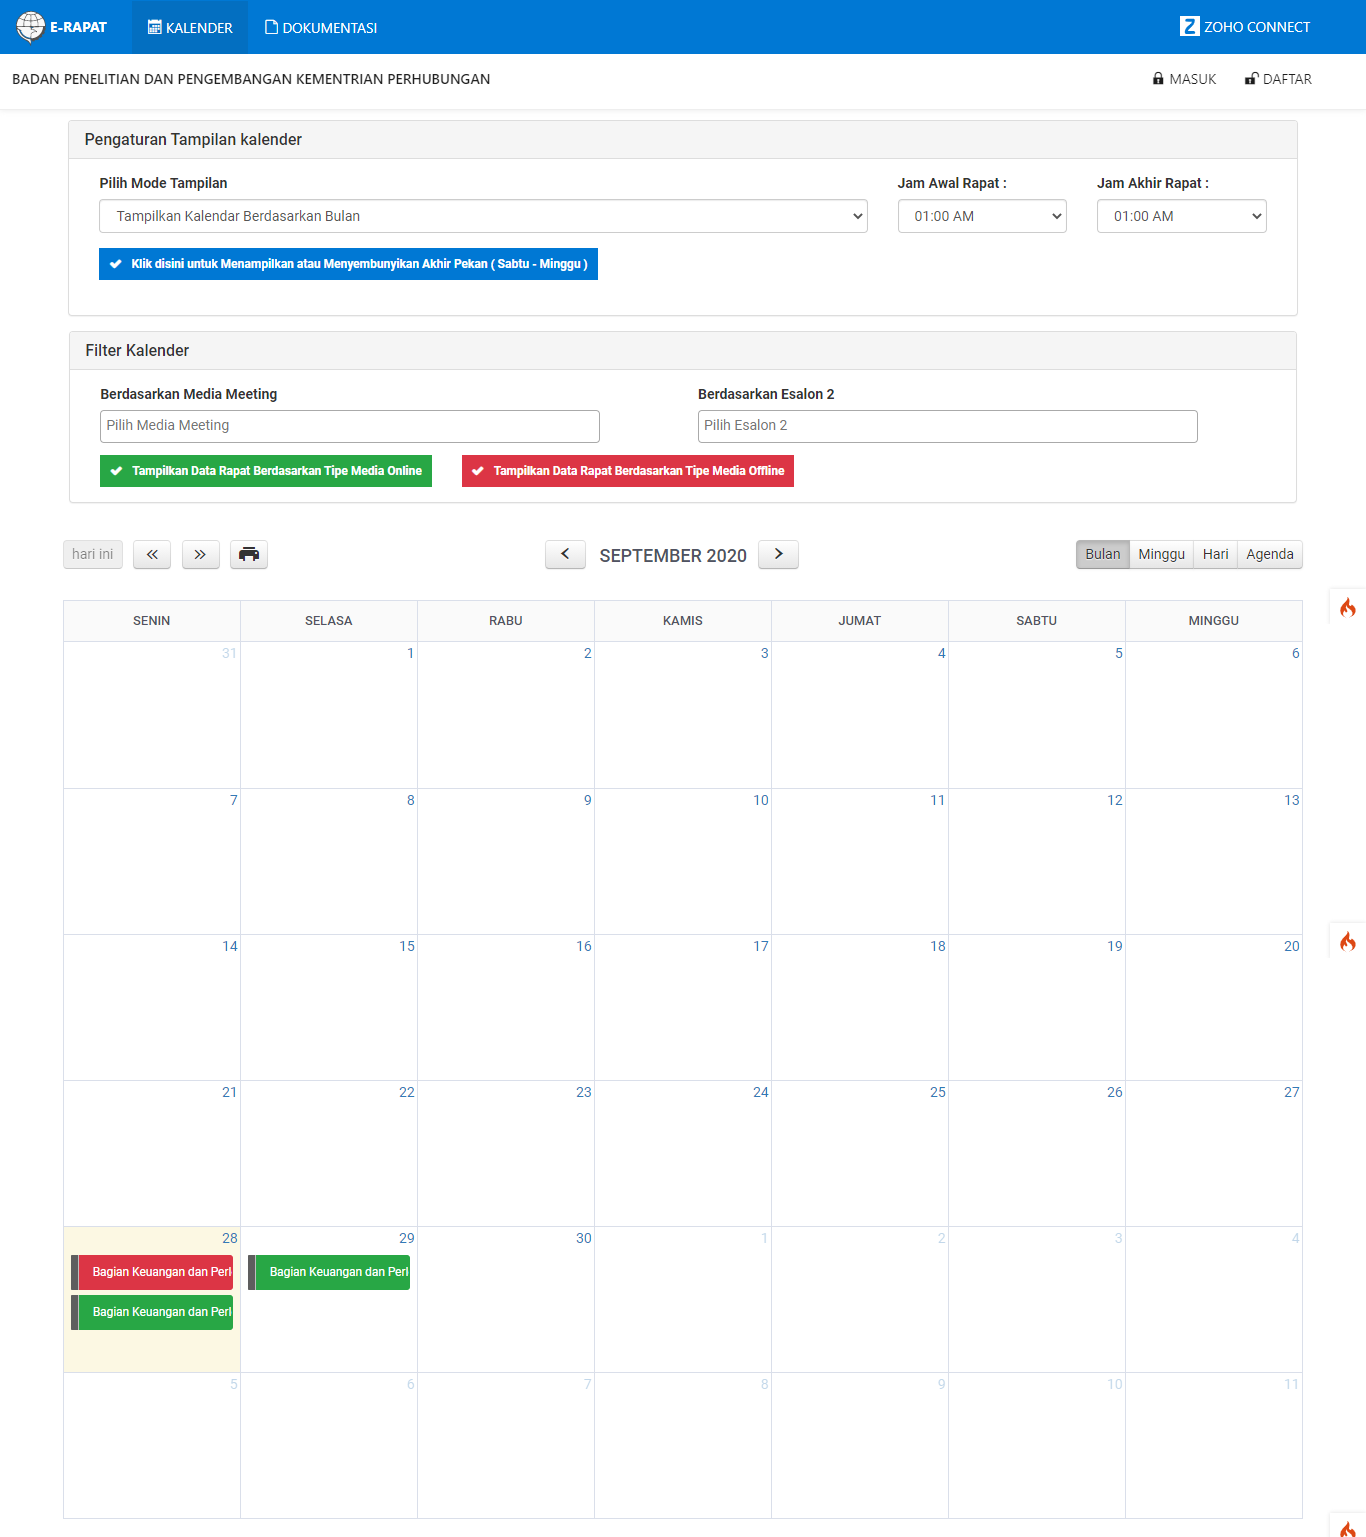 E-RAPAT KALENDER DOKUMENTASI ZOHO CONNECT
BADAN PENELITIAN DAN PENGEMBANGAN KEMENTRIAN PERHUBUNGAN MASUK DAFTAR
Pengaturan Tampilan kalender
Pilih Mode Tampilan Jam Awal Rapat : Jam Akhir Rapat :
Tampilkan Kalendar Berdasarkan Bulan 01:00 AM 01:00 AM
Klik disini untuk Menampilkan atau Menyembunyikan Akhir Pekan ( Sabtu - Minggu )
Filter Kalender
Berdasarkan Media Meeting Berdasarkan Esalon 2
Pilih Media Meeting Pilih Esalon 2
Tampilkan Data Rapat Berdasarkan Tipe Media Online Tampilkan Data Rapat Berdasarkan Tipe Media Offline
hari ini « » < SEPTEMBER 2020 > Bulan Minggu Hari Agenda
SENIN SELASA RABU KAMIS JUMAT SABTU MINGGU
31 1 2 3 4 5 6
7 8 9 10 11 12 13
14 15 16 17 18 19 20
21 22 23 24 25 26 27
28 29 30 1 2 3 4
Bagian Keuangan dan Bagian Keuangan dan
Bagian Keuangan dan
5 6 7 8 9 10 11